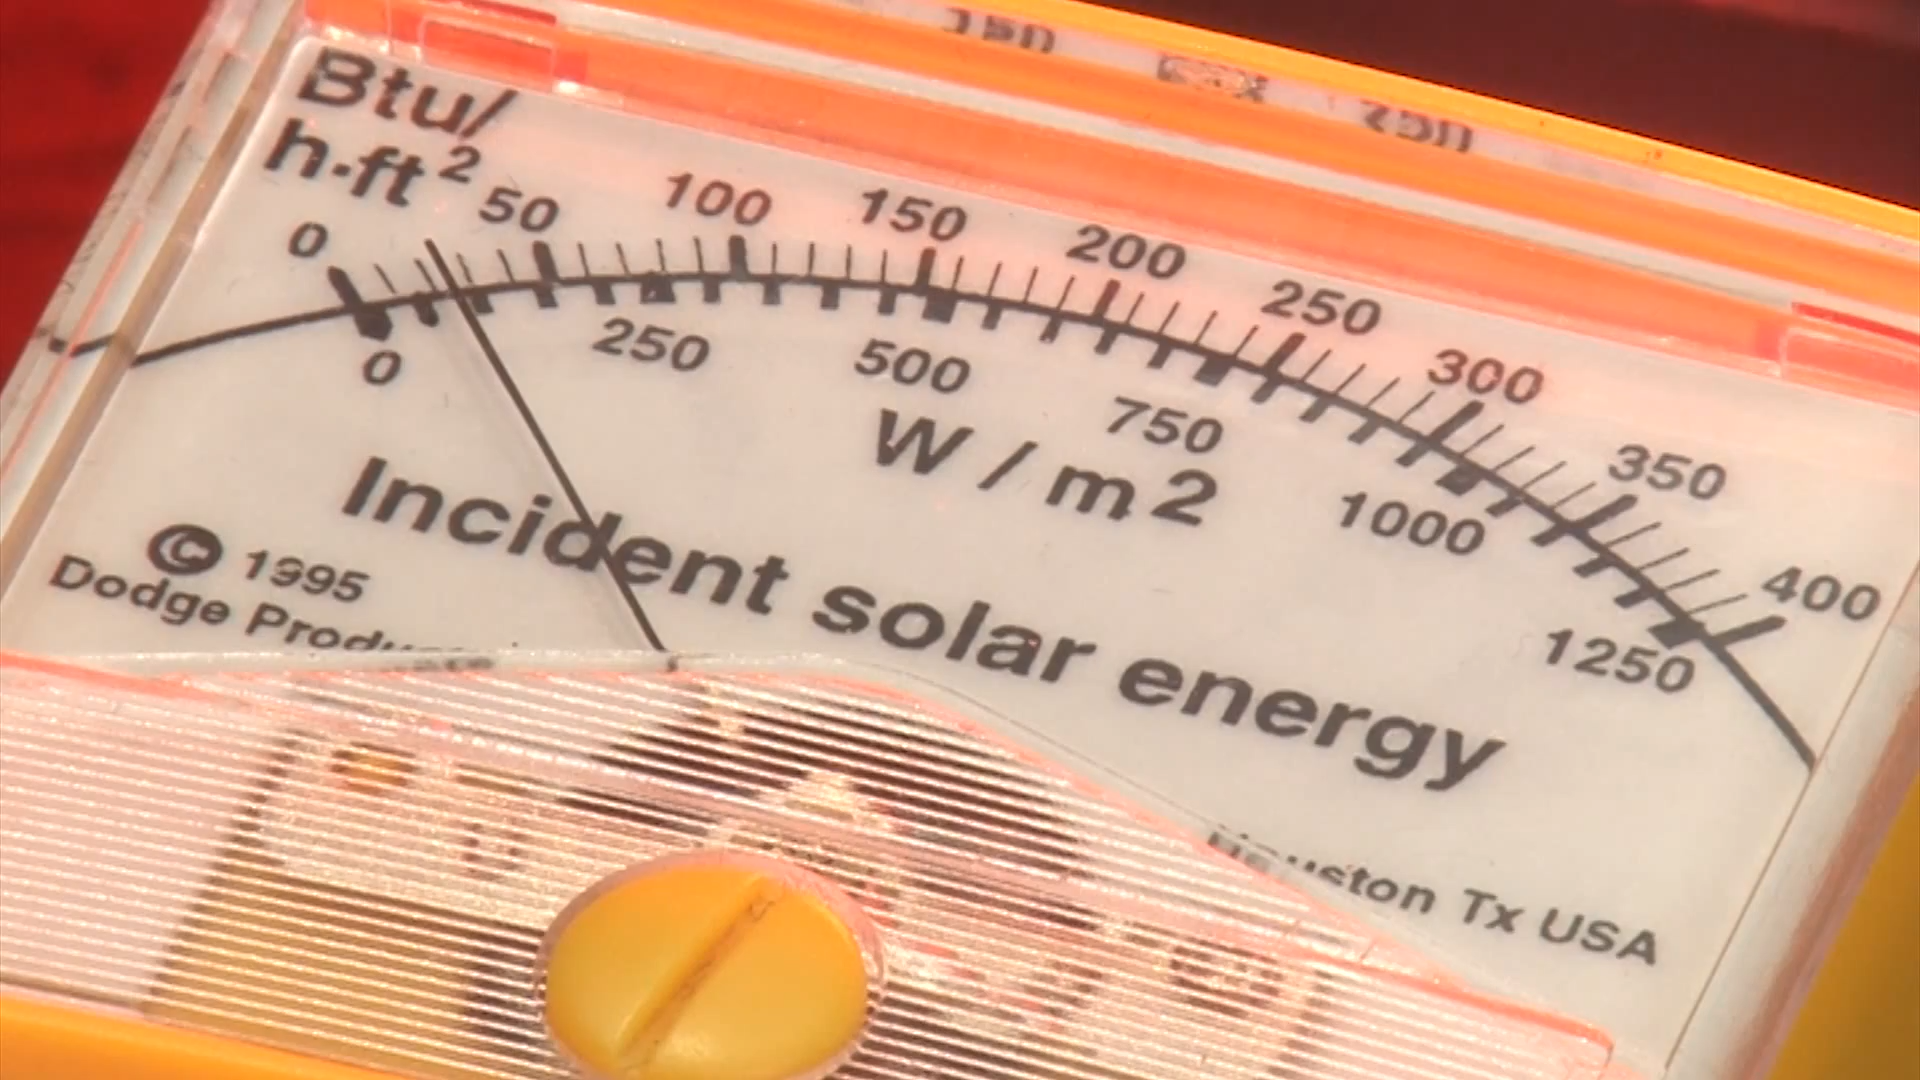 Btu/
h·ft²
0 50 100 150 200 250 300 350 400
0 250 500 750 1000 1250
W / m2
Incident solar energy
© 1995
Dodge Products
Houston Tx USA